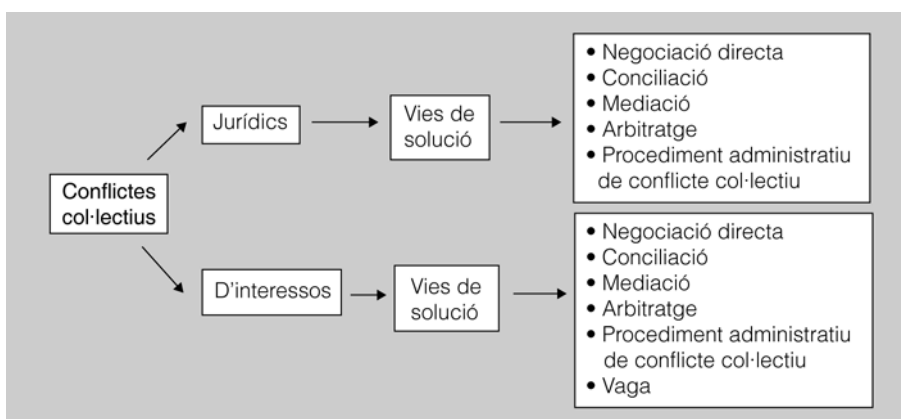 Conflictes
col·lectius
Jurídics
Vies de
solució
• Negociació directa
• Conciliació
• Mediació
• Arbitratge
• Procediment administratiu
de conflicte col·lectiu
D'interessos
Vies de
solució
• Negociació directa
• Conciliació
• Mediació
• Arbitratge
• Procediment administratiu
de conflicte col·lectiu
• Vaga